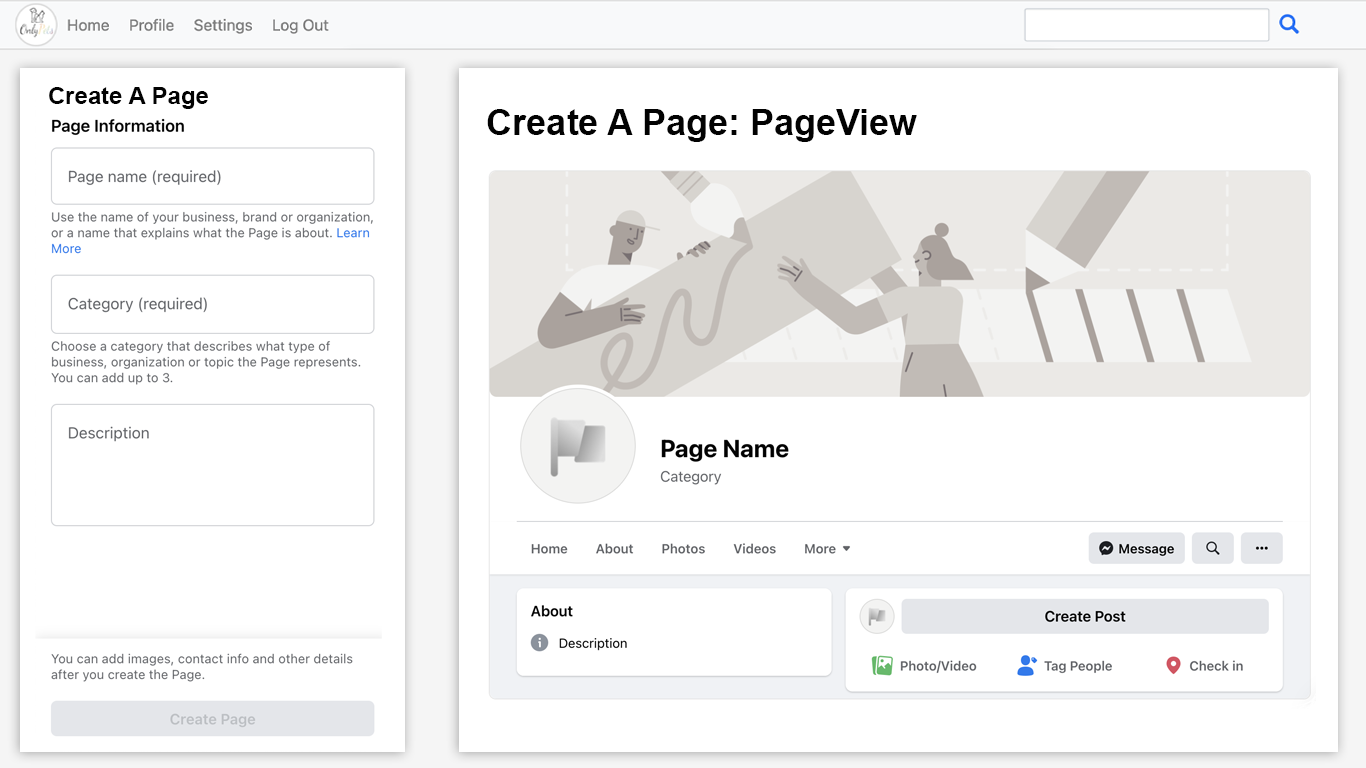 OnlyPets
Home Profile Settings Log Out
Create A Page
Page Information
Page name (required)
Use the name of your business, brand or organization,
or a name that explains what the Page is about. Learn
More
Category (required)
Choose a category that describes what type of
business, organization or topic the Page represents.
You can add up to 3.
Description
You can add images, contact info and other details
after you create the Page.
Create Page
Create A Page: PageView
Page Name
Category
Home About Photos Videos More
Message
About
Description
Create Post
Photo/Video Tag People Check in